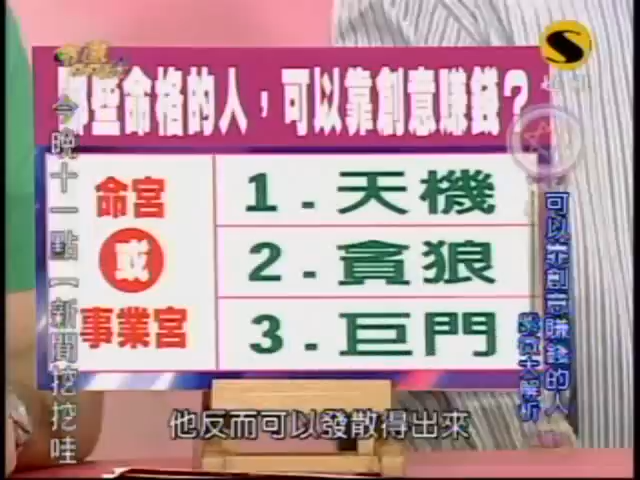 哪些命格的人，可以靠創意賺錢？
命宮
或
事業宮
1.天機
2.貪狼
3.巨門
今晚十一點【新聞挖挖哇
可以靠創意賺錢的人
大解析
他反而可以發散得出來
S